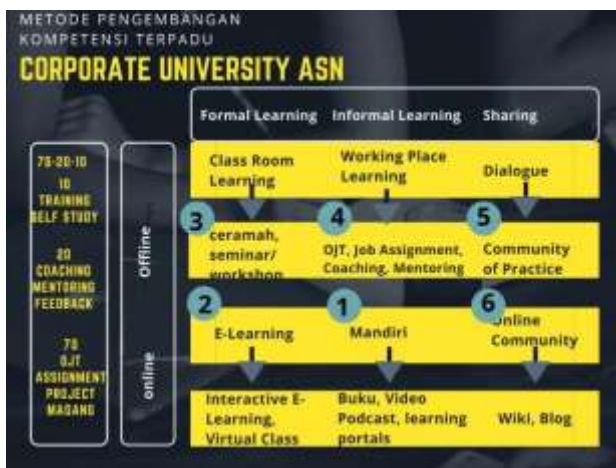 METODE PENGEMBANGAN
KOMPETENSI TERPADU
CORPORATE UNIVERSITY ASN
Formal Learning Informal Learning Sharing
70-20-10
10
TRAINING
SELF STUDY
20
COACHING
MENTORING
FEEDBACK
70
OJT
ASSIGNMENT
PROJECT
MAGANG
Offline
online
Class Room
Learning
Working Place
Learning
Dialogue
3
ceramah,
seminar/
workshop
4
OJT, Job Assignment,
Coaching, Mentoring
5
Community
of Practice
2
E-Learning
1
Mandiri
6
Online
Community
Interactive E-
Learning,
Virtual Class
Buku, Video
Podcast, learning
portals
Wiki, Blog